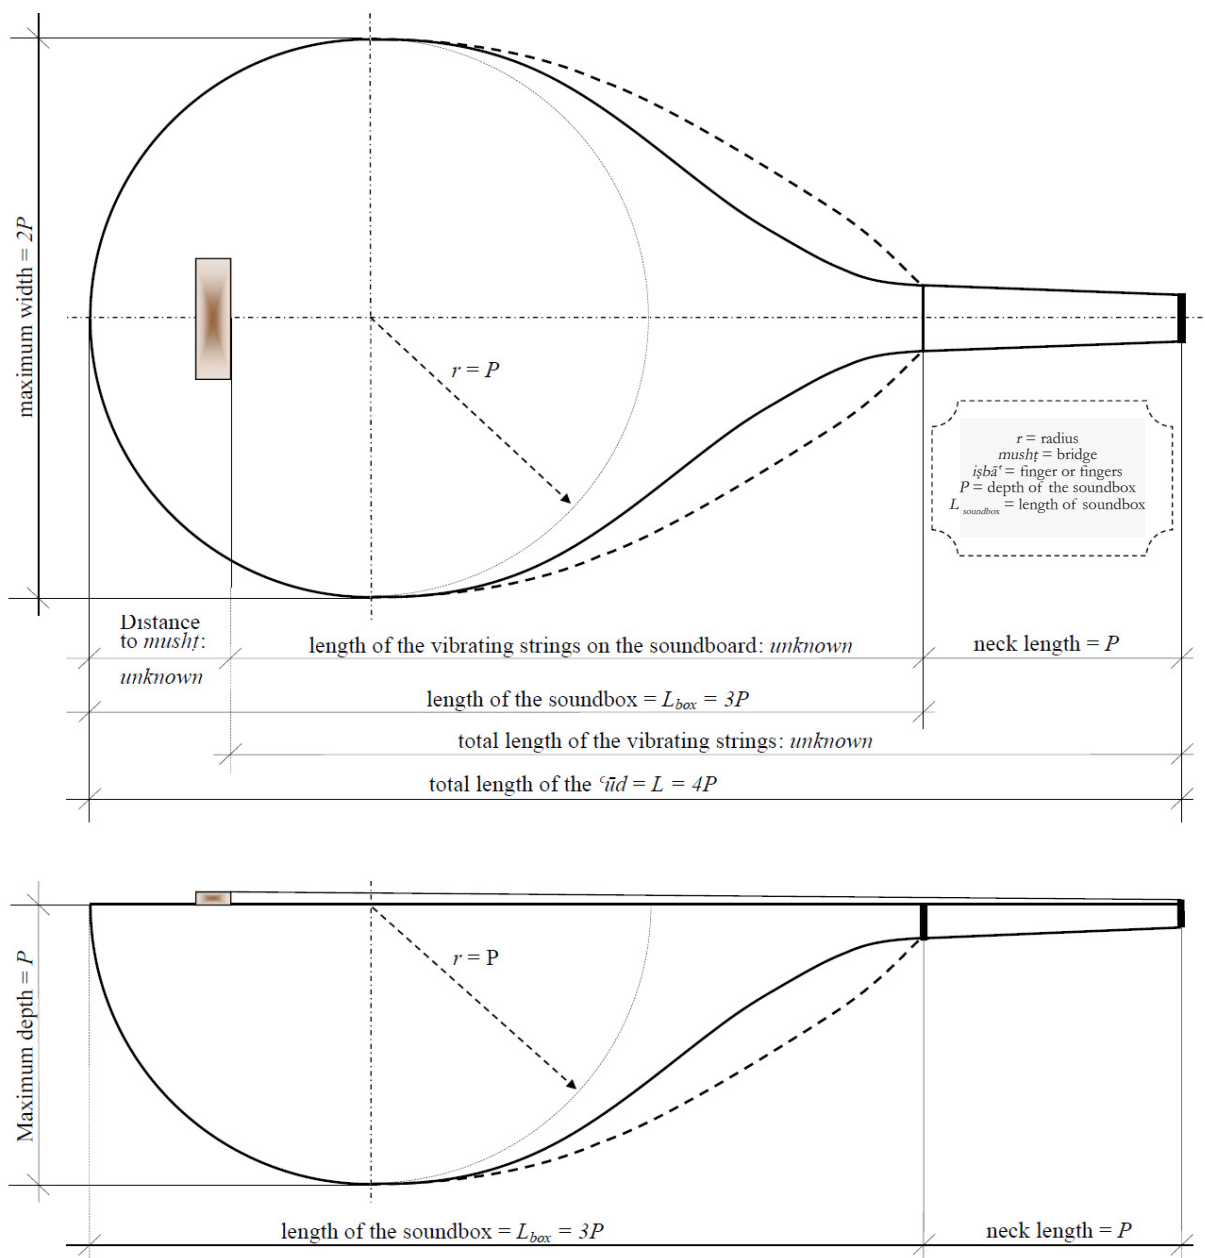 maximum width = 2P
r = P
r = radius
mushṭ = bridge
iṣbāʿ = finger or fingers
P = depth of the soundbox
L soundbox = length of soundbox
Distance
to mushṭ:
unknown
length of the vibrating strings on the soundboard: unknown
neck length = P
length of the soundbox = Lbox = 3P
total length of the vibrating strings: unknown
total length of the ʿūd = L = 4P
Maximum depth = P
r = P
length of the soundbox = Lbox = 3P
neck length = P